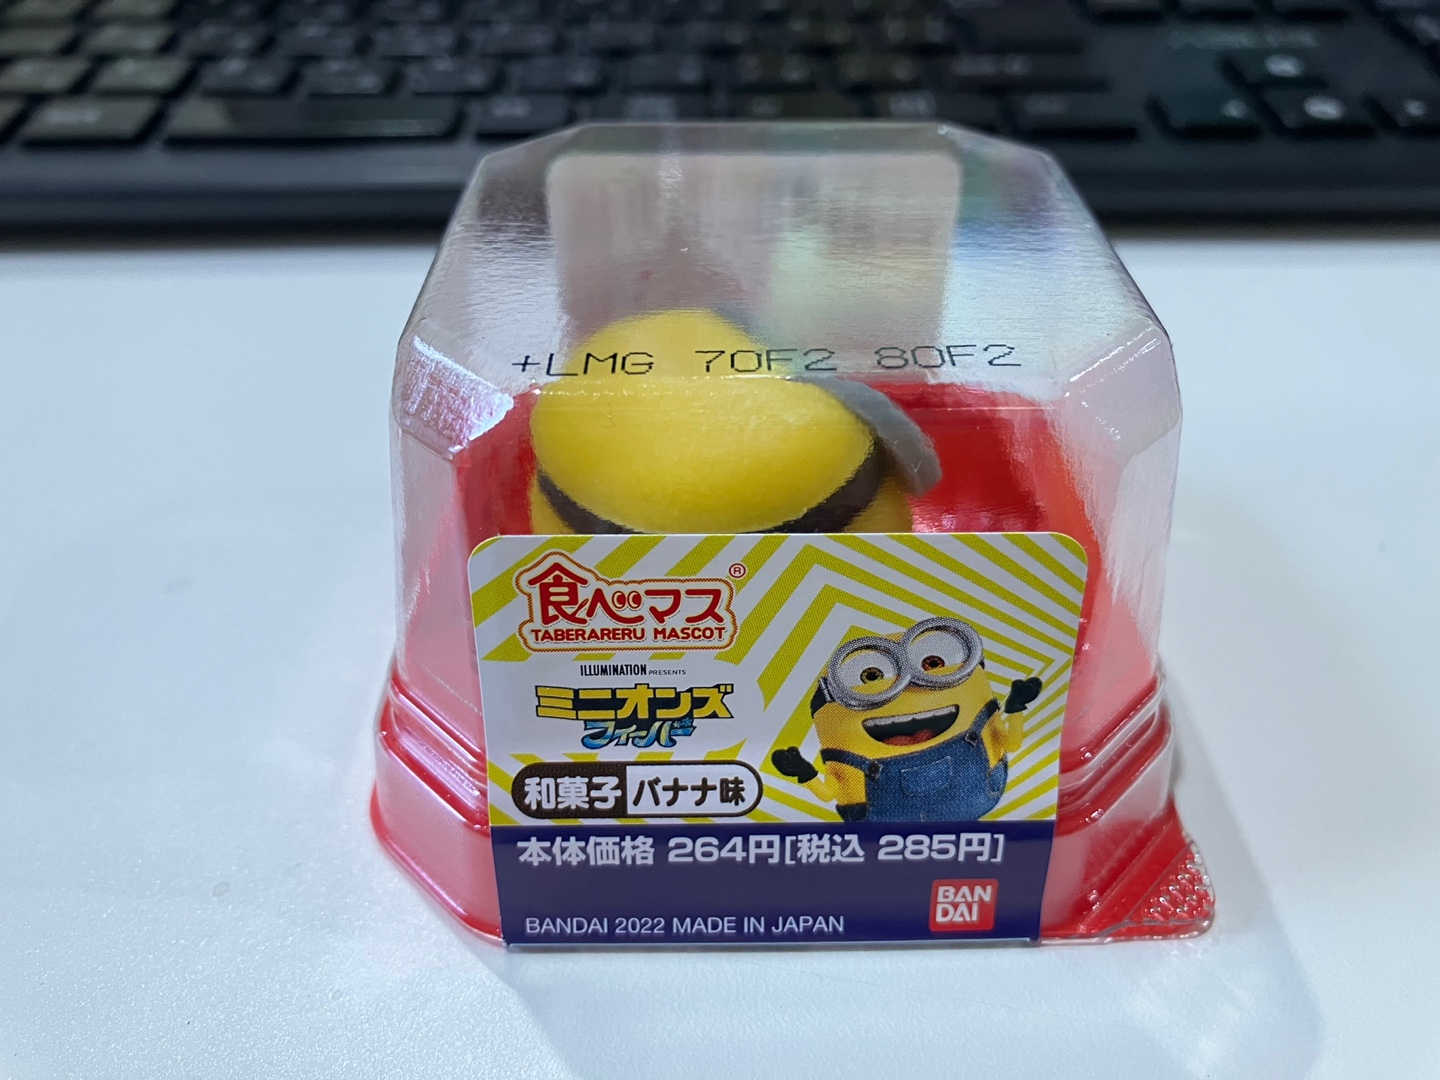 +LMG 70F2 80F2
食べマス®
TABERARERU MASCOT
ILLUMINATION PRESENTS
ミニオンズ
フィーバー
和菓子 バナナ味
本体価格 264円[税込 285円]
BANDAI 2022 MADE IN JAPAN
BAN
DAI